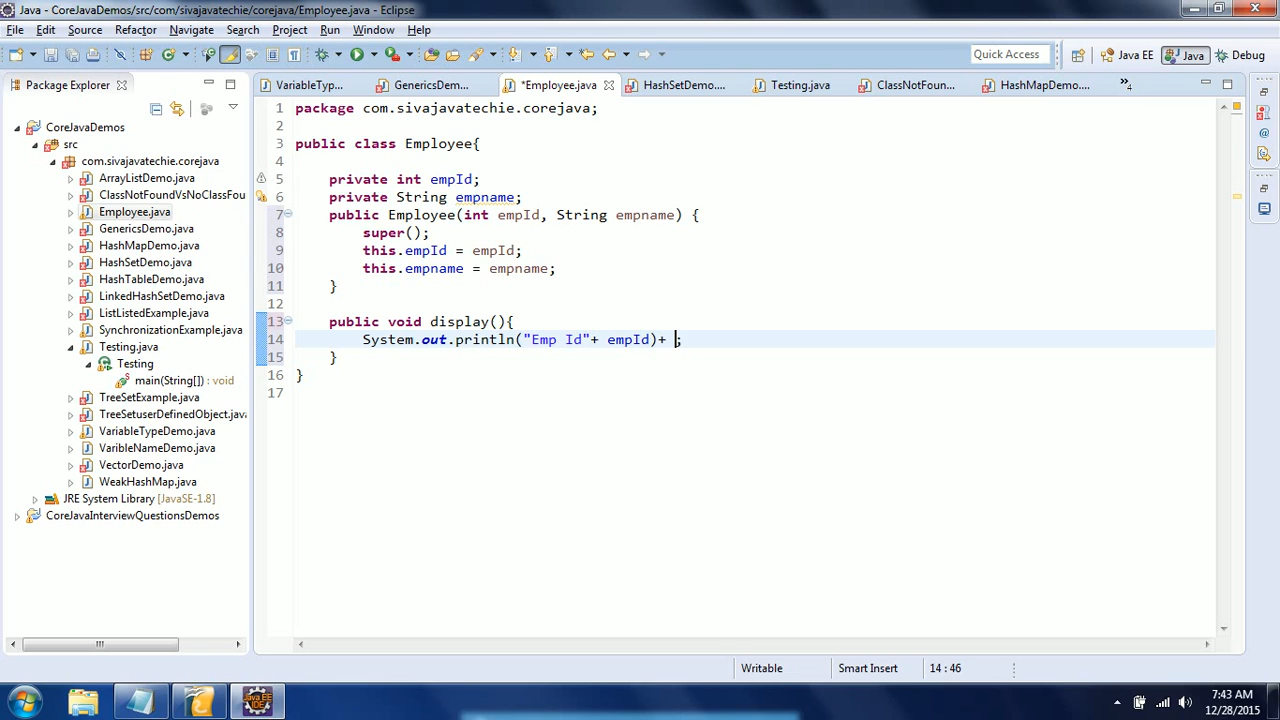 Java - CoreJavaDemos/src/com/sivajavatechie/corejava/Employee.java - Eclipse
File Edit Source Refactor Navigate Search Project Run Window Help
Quick Access Java EE Java Debug
Package Explorer
VariableTyp... GenericsDem... *Employee.java HashSetDemo.... Testing.java ClassNotFoun... HashMapDemo.... »4
CoreJavaDemos
src
com.sivajavatechie.corejava
ArrayListDemo.java
ClassNotFoundVsNoClassFou
Employee.java
GenericsDemo.java
HashMapDemo.java
HashSetDemo.java
HashTableDemo.java
LinkedHashSetDemo.java
ListListedExample.java
SynchronizationExample.java
Testing.java
Testing
main(String[]) : void
TreeSetExample.java
TreeSetuserDefinedObject.java
VariableTypeDemo.java
VaribleNameDemo.java
VectorDemo.java
WeakHashMap.java
JRE System Library [JavaSE-1.8]
CoreJavaInterviewQuestionsDemos
1 package com.sivajavatechie.corejava;
2
3 public class Employee{
4
5 private int empId;
6 private String empname;
7 public Employee(int empId, String empname) {
8 super();
9 this.empId = empId;
10 this.empname = empname;
11 }
12
13 public void display(){
14 System.out.println("Emp Id"+ empId)+ ;
15 }
16 }
17
Writable Smart Insert 14 : 46
Java EE IDE
7:43 AM
12/28/2015